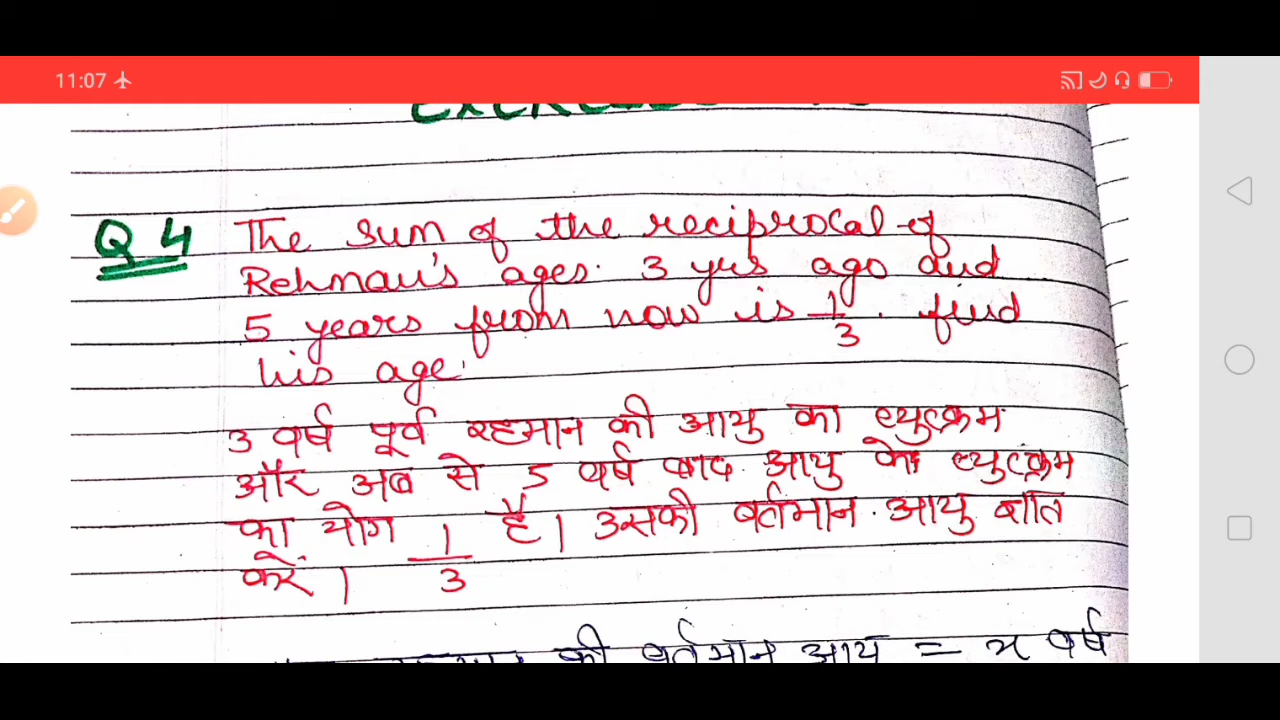 11:07
Q 4 The sum of the reciprocal of
Rehman's ages. 3 yrs ago and
5 years from now is 1/3. find
his age.
3 वर्ष पूर्व रहमान की आयु का व्युत्क्रम
और अब से 5 वर्ष बाद आयु के व्युत्क्रम
का योग 1/3 है। उसकी वर्तमान आयु ज्ञात
करें।
की वर्तमान आयु = x वर्ष